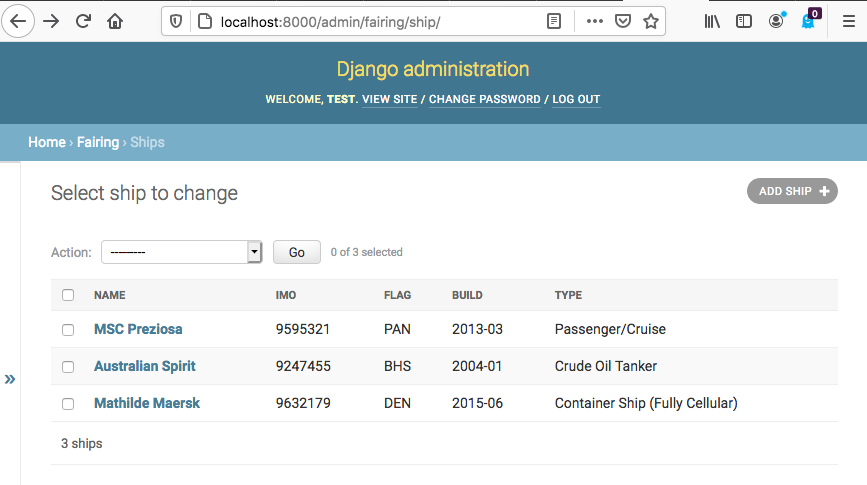 localhost:8000/admin/fairing/ship/
0
Django administration
WELCOME, TEST. VIEW SITE / CHANGE PASSWORD / LOG OUT
Home › Fairing › Ships
Select ship to change
ADD SHIP +
Action: --------- Go 0 of 3 selected
NAME IMO FLAG BUILD TYPE
MSC Preziosa 9595321 PAN 2013-03 Passenger/Cruise
Australian Spirit 9247455 BHS 2004-01 Crude Oil Tanker
»
Mathilde Maersk 9632179 DEN 2015-06 Container Ship (Fully Cellular)
3 ships